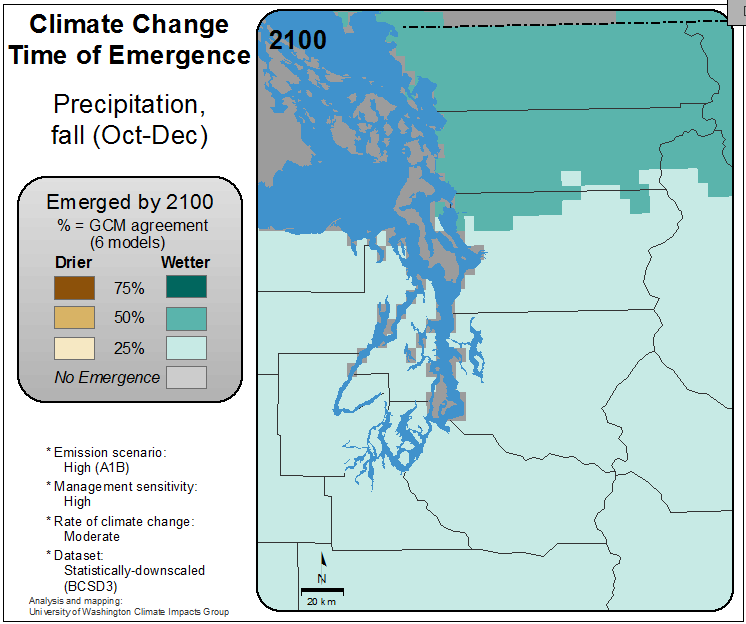 Climate Change
Time of Emergence
Precipitation,
fall (Oct-Dec)
Emerged by 2100
% = GCM agreement
(6 models)
Drier Wetter
75%
50%
25%
No Emergence
* Emission scenario:
High (A1B)
* Management sensitivity:
High
* Rate of climate change:
Moderate
* Dataset:
Statistically-downscaled
(BCSD3)
Analysis and mapping:
University of Washington Climate Impacts Group
2100
N
20 km